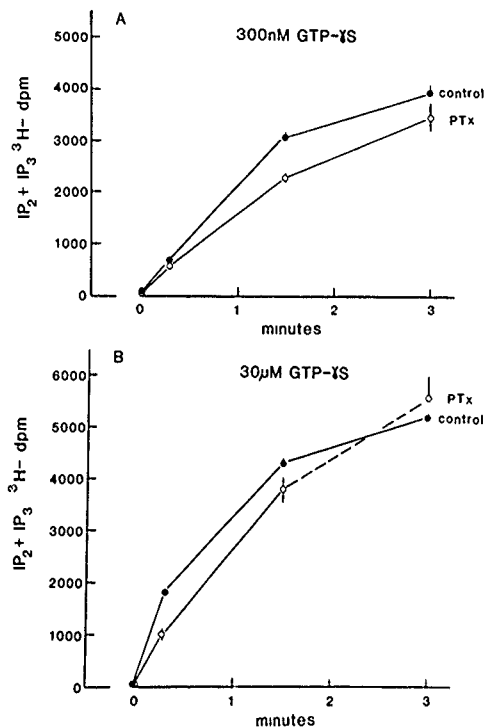 A
300nM GTP-ɣS
IP₂ + IP₃ ³H- dpm
5000
4000
3000
2000
1000
0
control
PTx
0 1 2 3
minutes
B
30µM GTP-ɣS
IP₂ + IP₃ ³H- dpm
6000
5000
4000
3000
2000
1000
0
PTx
control
0 1 2 3
minutes